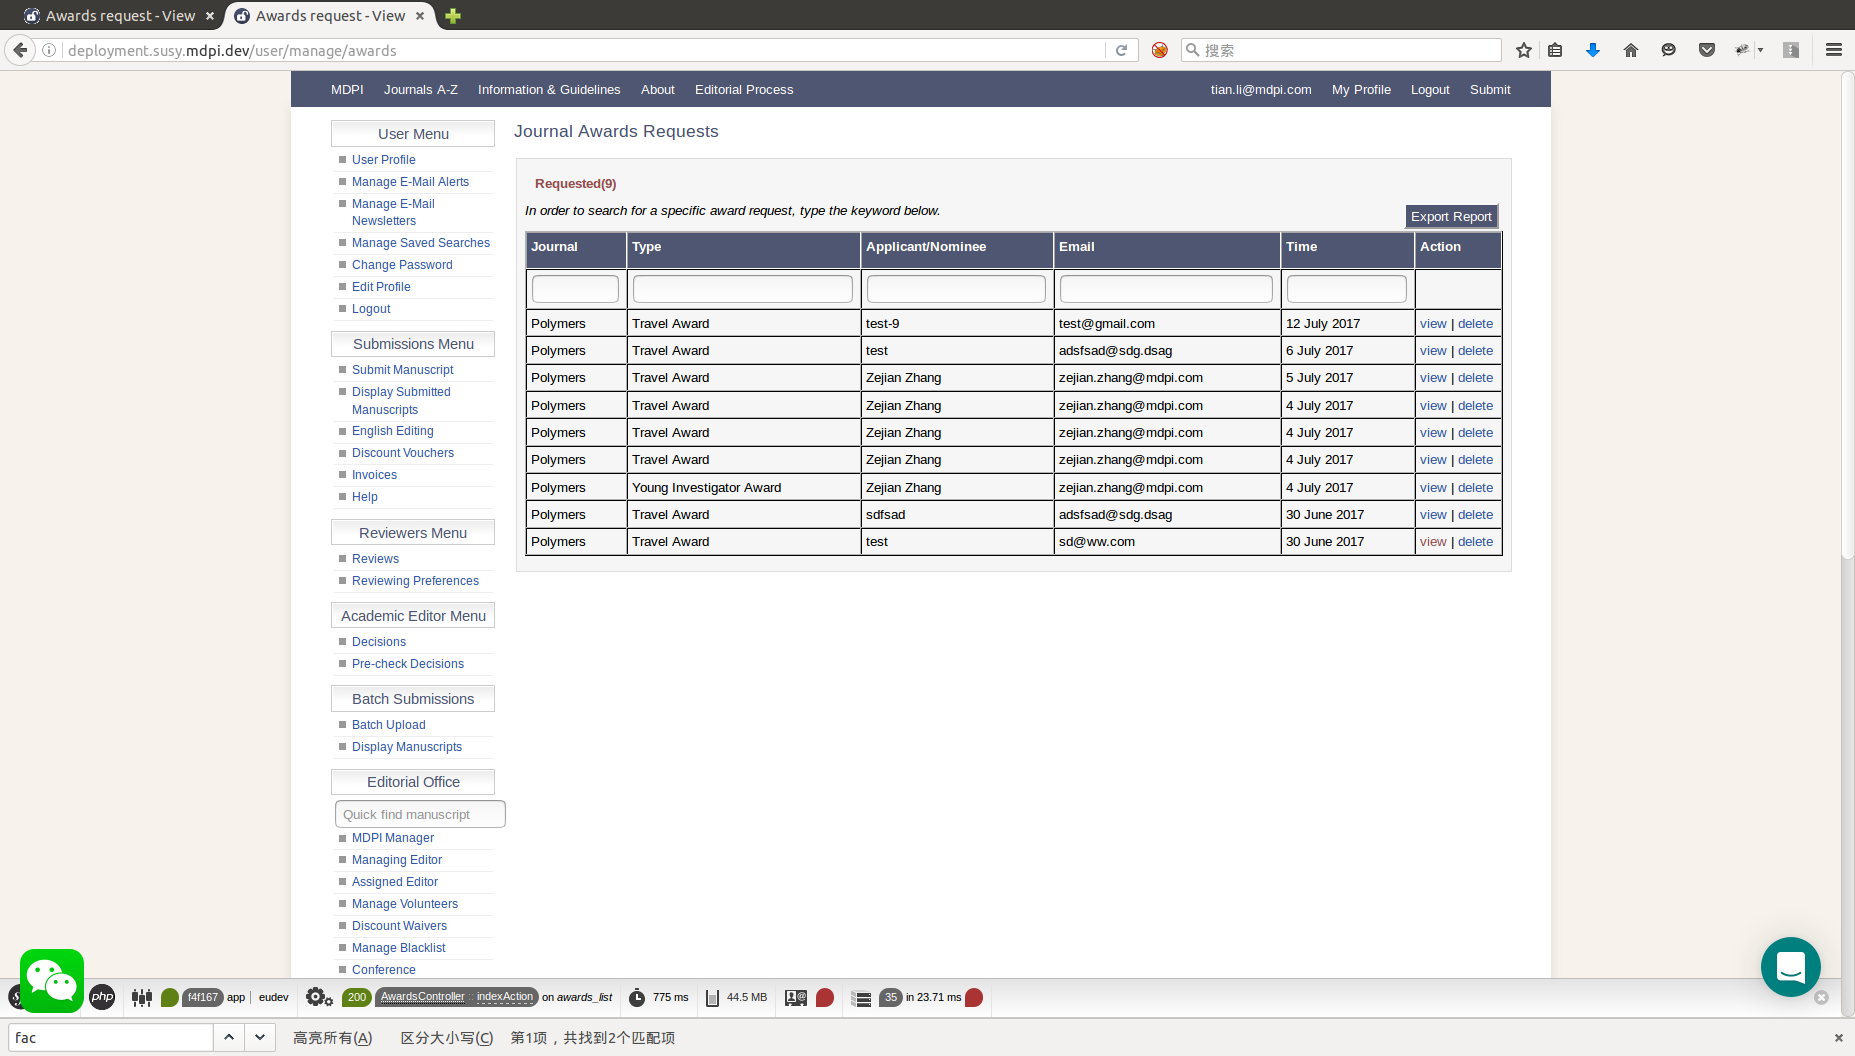 Awards request - View
Awards request - View
deployment.susy.mdpi.dev/user/manage/awards
搜索
MDPI Journals A-Z Information & Guidelines About Editorial Process tian.li@mdpi.com My Profile Logout Submit
User Menu
User Profile
Manage E-Mail Alerts
Manage E-Mail
Newsletters
Manage Saved Searches
Change Password
Edit Profile
Logout
Submissions Menu
Submit Manuscript
Display Submitted
Manuscripts
English Editing
Discount Vouchers
Invoices
Help
Reviewers Menu
Reviews
Reviewing Preferences
Academic Editor Menu
Decisions
Pre-check Decisions
Batch Submissions
Batch Upload
Display Manuscripts
Editorial Office
Quick find manuscript
MDPI Manager
Managing Editor
Assigned Editor
Manage Volunteers
Discount Waivers
Manage Blacklist
Conference
Journal Awards Requests
Requested(9)
In order to search for a specific award request, type the keyword below.
Export Report
Journal Type Applicant/Nominee Email Time Action
Polymers Travel Award test-9 test@gmail.com 12 July 2017 view | delete
Polymers Travel Award test adsfsad@sdg.dsag 6 July 2017 view | delete
Polymers Travel Award Zejian Zhang zejian.zhang@mdpi.com 5 July 2017 view | delete
Polymers Travel Award Zejian Zhang zejian.zhang@mdpi.com 4 July 2017 view | delete
Polymers Travel Award Zejian Zhang zejian.zhang@mdpi.com 4 July 2017 view | delete
Polymers Travel Award Zejian Zhang zejian.zhang@mdpi.com 4 July 2017 view | delete
Polymers Young Investigator Award Zejian Zhang zejian.zhang@mdpi.com 4 July 2017 view | delete
Polymers Travel Award sdfsad adsfsad@sdg.dsag 30 June 2017 view | delete
Polymers Travel Award test sd@ww.com 30 June 2017 view | delete
php f4f167 app eudev 200 AwardsController :: indexAction on awards_list 775 ms 44.5 MB 35 in 23.71 ms
fac 高亮所有(A) 区分大小写(C) 第1项，共找到2个匹配项